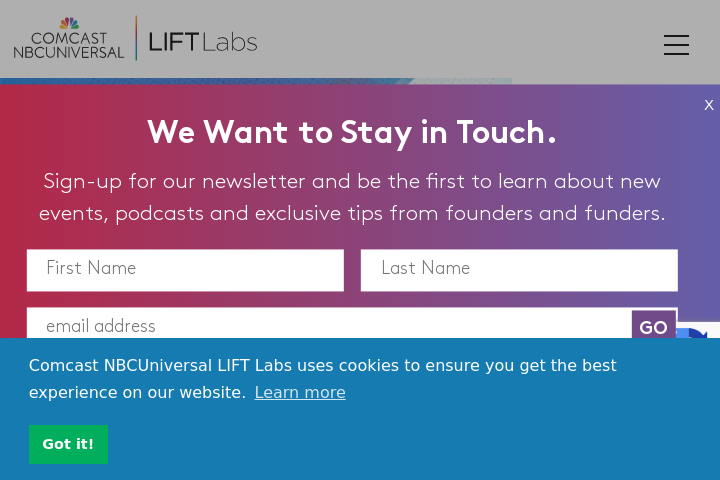 COMCAST
NBCUNIVERSAL
LIFTLabs
X
We Want to Stay in Touch.
Sign-up for our newsletter and be the first to learn about new
events, podcasts and exclusive tips from founders and funders.
First Name
Last Name
email address
GO
Comcast NBCUniversal LIFT Labs uses cookies to ensure you get the best
experience on our website. Learn more
Got it!